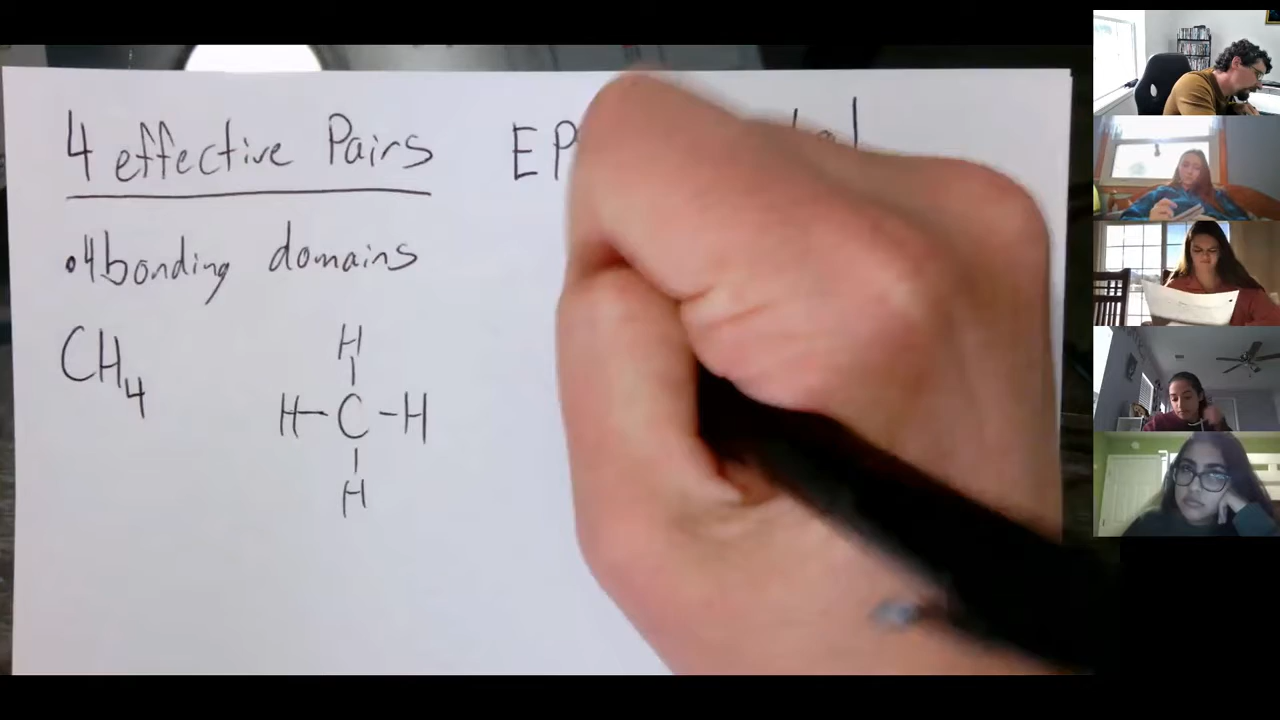 4 effective Pairs
EP
•4 bonding domains
CH4
H
H-C-H
H